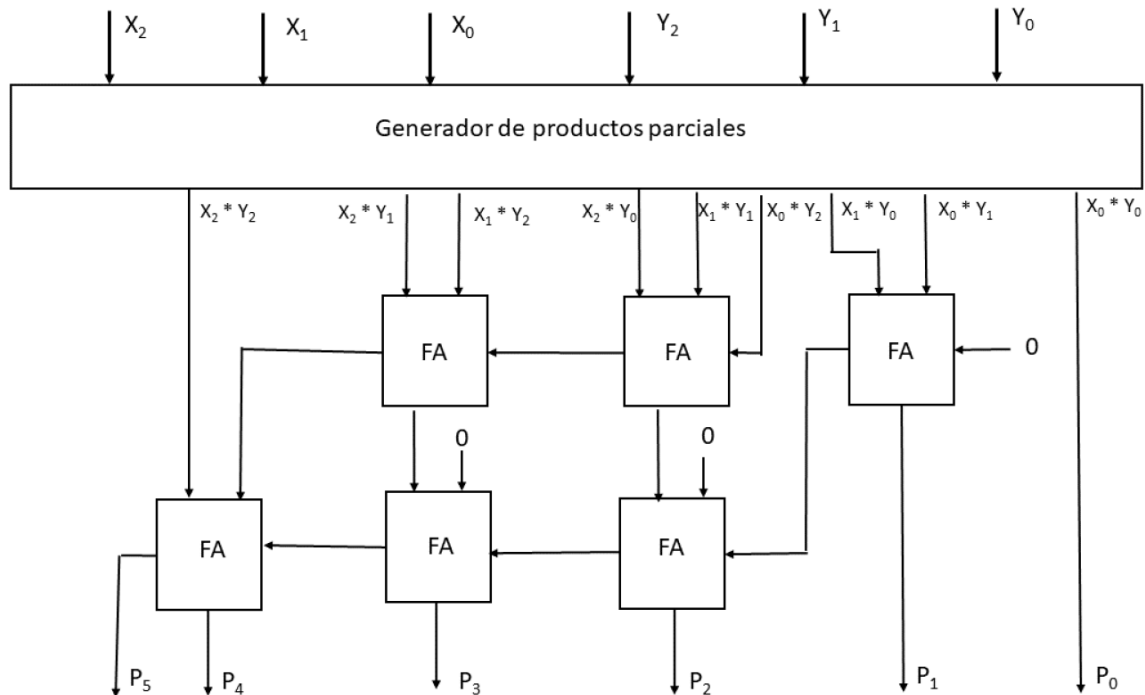 X₂ X₁ X₀ Y₂ Y₁ Y₀
Generador de productos parciales
X₂ * Y₂ X₂ * Y₁ X₁ * Y₂ X₂ * Y₀ X₁ * Y₁ X₀ * Y₂ X₁ * Y₀ X₀ * Y₁ X₀ * Y₀
FA FA FA 0
0 0
FA FA FA
P₅ P₄ P₃ P₂ P₁ P₀